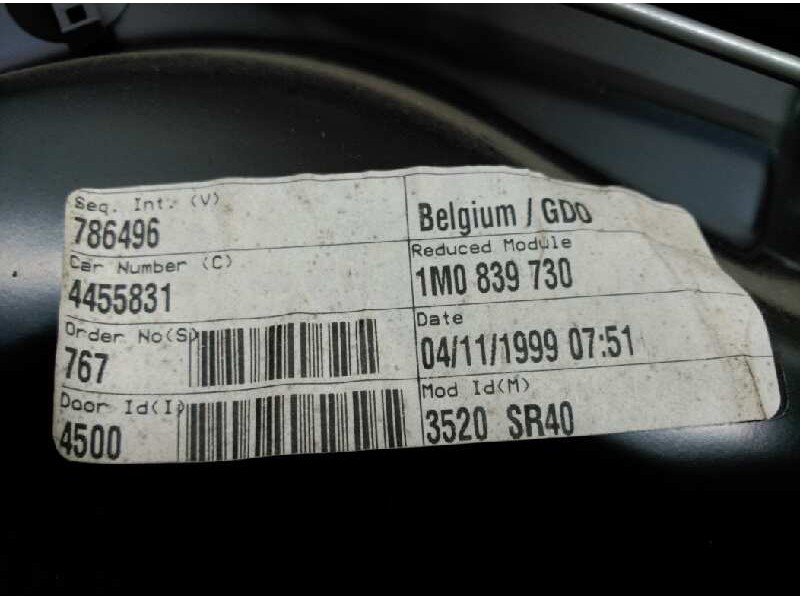 Seq. Int. (V)
786496
Car Number (C)
4455831
Order No(S)
767
Door Id(I)
4500
Belgium / GDO
Reduced Module
1M0 839 730
Date
04/11/1999 07:51
Mod Id(M)
3520 SR40